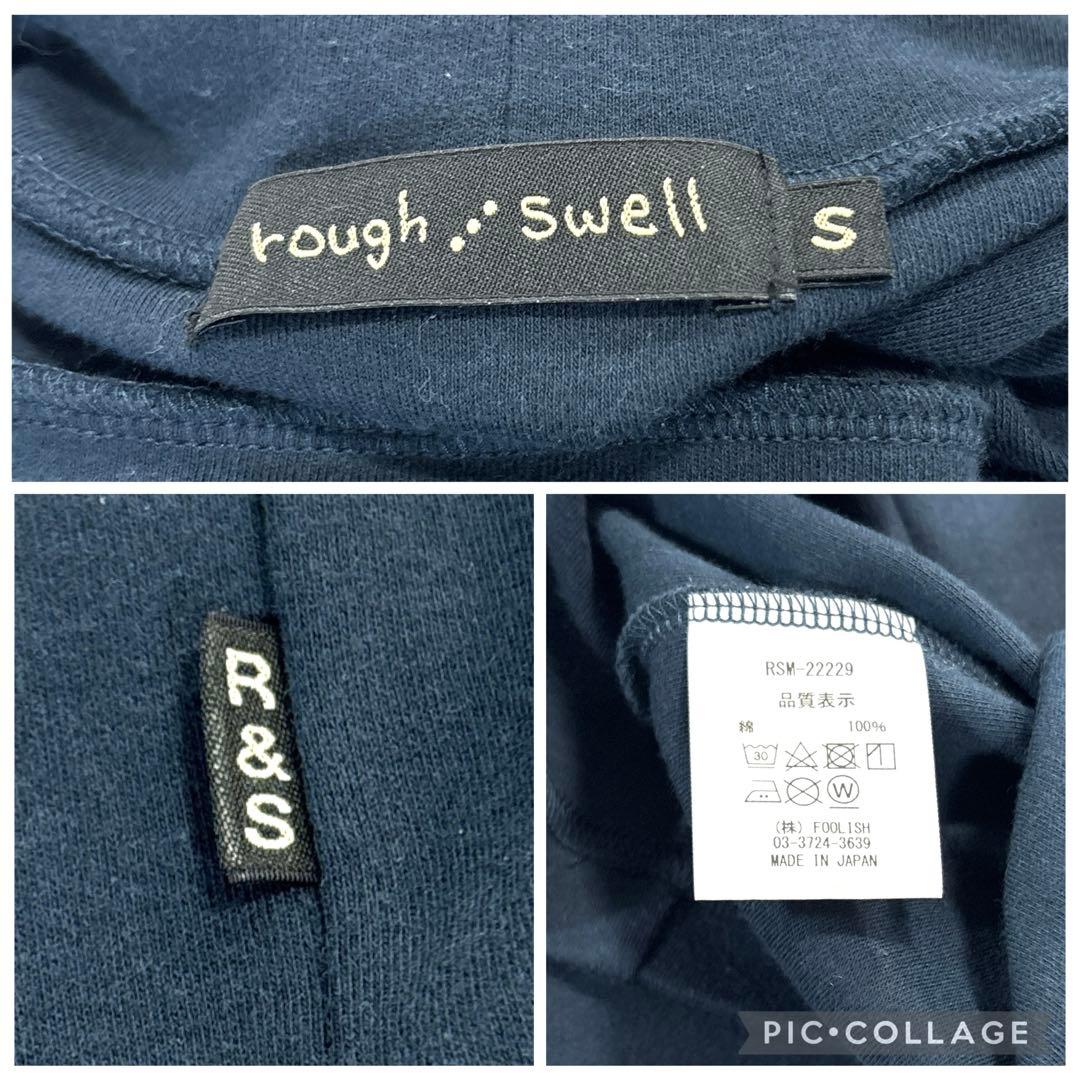 rough swell
S
R&S
RSM-22229
品質表示
綿 100%
30
W
(株) FOOLISH
03-3724-3639
MADE IN JAPAN
PIC•COLLAGE